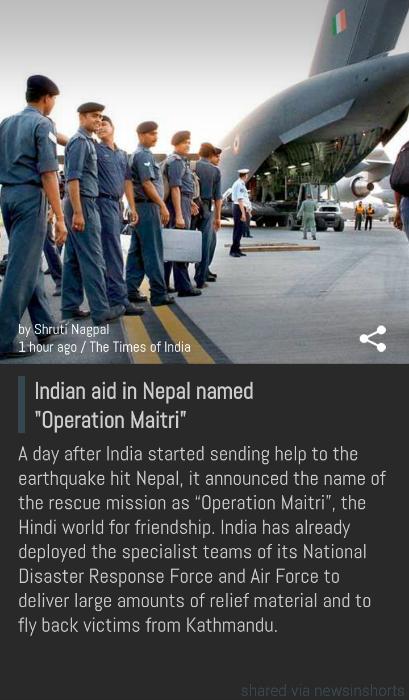 by Shruti Nagpal
1 hour ago / The Times of India
Indian aid in Nepal named
"Operation Maitri"
A day after India started sending help to the
earthquake hit Nepal, it announced the name of
the rescue mission as “Operation Maitri”, the
Hindi world for friendship. India has already
deployed the specialist teams of its National
Disaster Response Force and Air Force to
deliver large amounts of relief material and to
fly back victims from Kathmandu.
shared via newsinshorts